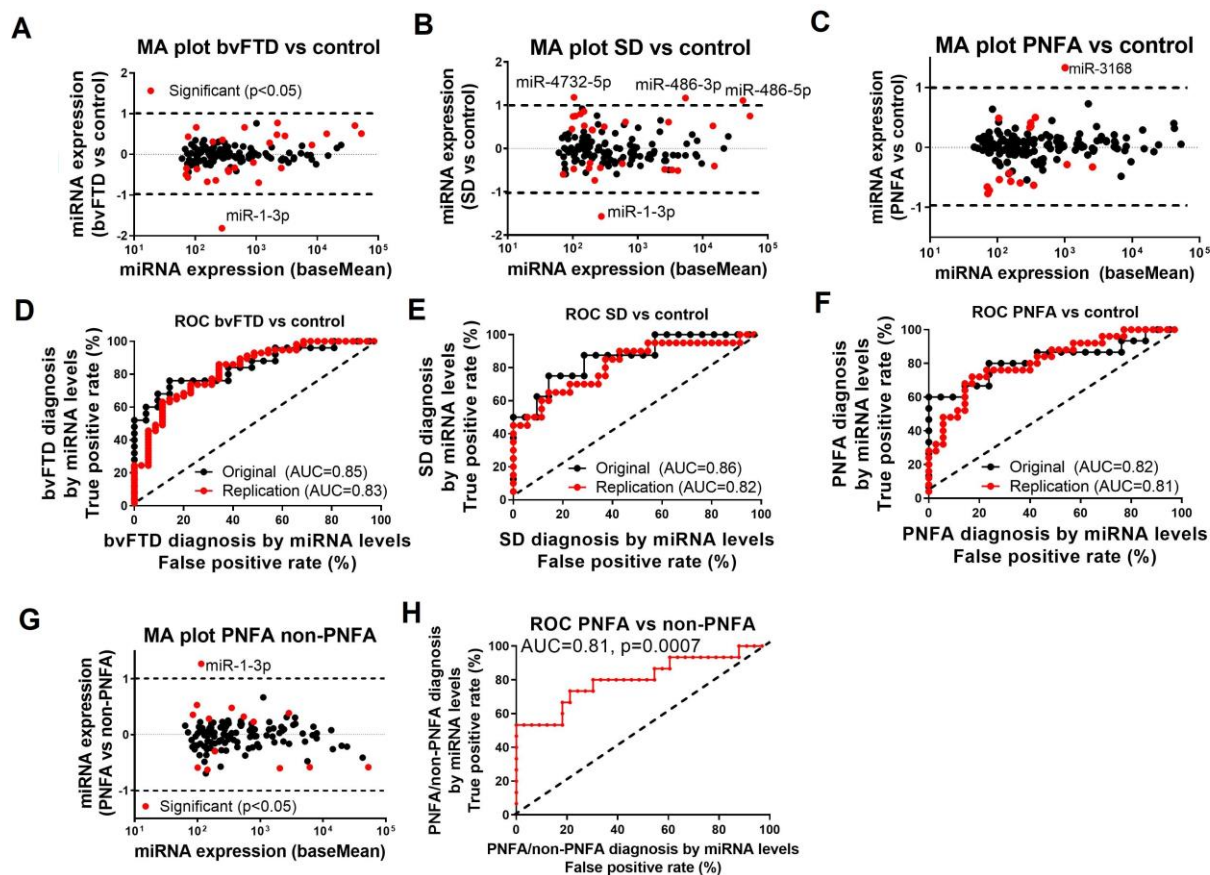 A
MA plot bvFTD vs control
miRNA expression
(bvFTD vs control)
2
1
0
-1
-2
Significant (p<0.05)
miR-1-3p
10¹ 10² 10³ 10⁴ 10⁵
miRNA expression (baseMean)
B
MA plot SD vs control
miRNA expression
(SD vs control)
2
1
0
-1
-2
miR-4732-5p
miR-486-3p
miR-486-5p
miR-1-3p
10¹ 10² 10³ 10⁴ 10⁵
miRNA expression (baseMean)
C
MA plot PNFA vs control
miRNA expression
(PNFA vs control)
1
0
-1
miR-3168
10¹ 10² 10³ 10⁴ 10⁵
miRNA expression (baseMean)
D
ROC bvFTD vs control
bvFTD diagnosis
by miRNA levels
True positive rate (%)
100
80
60
40
20
0
Original (AUC=0.85)
Replication (AUC=0.83)
0 20 40 60 80 100
bvFTD diagnosis by miRNA levels
False positive rate (%)
E
ROC SD vs control
SD diagnosis
by miRNA levels
True positive rate (%)
100
80
60
40
20
0
Original (AUC=0.86)
Replication (AUC=0.82)
0 20 40 60 80 100
SD diagnosis by miRNA levels
False positive rate (%)
F
ROC PNFA vs control
PNFA diagnosis
by miRNA levels
True positive rate (%)
100
80
60
40
20
0
Original (AUC=0.82)
Replication (AUC=0.81)
0 20 40 60 80 100
PNFA diagnosis by miRNA levels
False positive rate (%)
G
MA plot PNFA non-PNFA
miRNA expression
(PNFA vs non-PNFA)
1
0
-1
miR-1-3p
Significant (p<0.05)
10¹ 10² 10³ 10⁴ 10⁵
miRNA expression (baseMean)
H
ROC PNFA vs non-PNFA
AUC=0.81, p=0.0007
PNFA/non-PNFA diagnosis
by miRNA levels
True positive rate (%)
100
80
60
40
20
0
0 20 40 60 80 100
PNFA/non-PNFA diagnosis by miRNA levels
False positive rate (%)